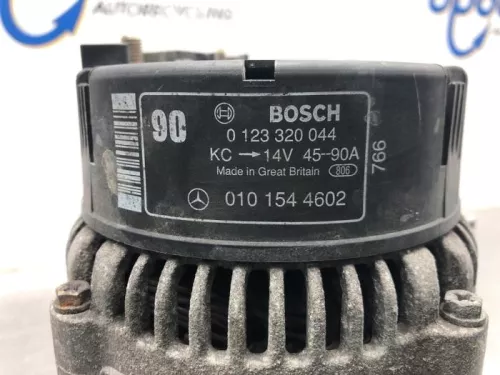 AUTORECYCLING
90
BOSCH
0 123 320 044
KC → 14V 45--90A
Made in Great Britain 806
010 154 4602
766